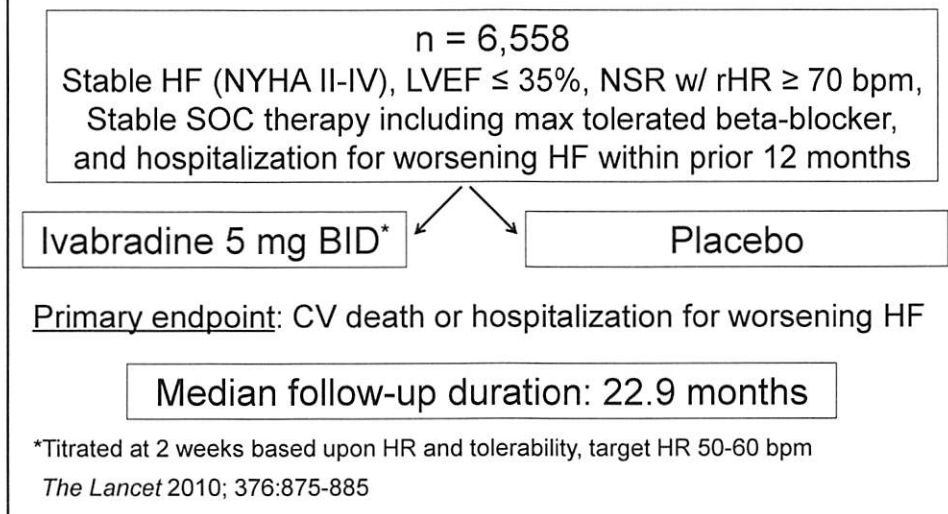 n = 6,558
Stable HF (NYHA II-IV), LVEF ≤ 35%, NSR w/ rHR ≥ 70 bpm,
Stable SOC therapy including max tolerated beta-blocker,
and hospitalization for worsening HF within prior 12 months
Ivabradine 5 mg BID*
Placebo
Primary endpoint: CV death or hospitalization for worsening HF
Median follow-up duration: 22.9 months
*Titrated at 2 weeks based upon HR and tolerability, target HR 50-60 bpm
The Lancet 2010; 376:875-885